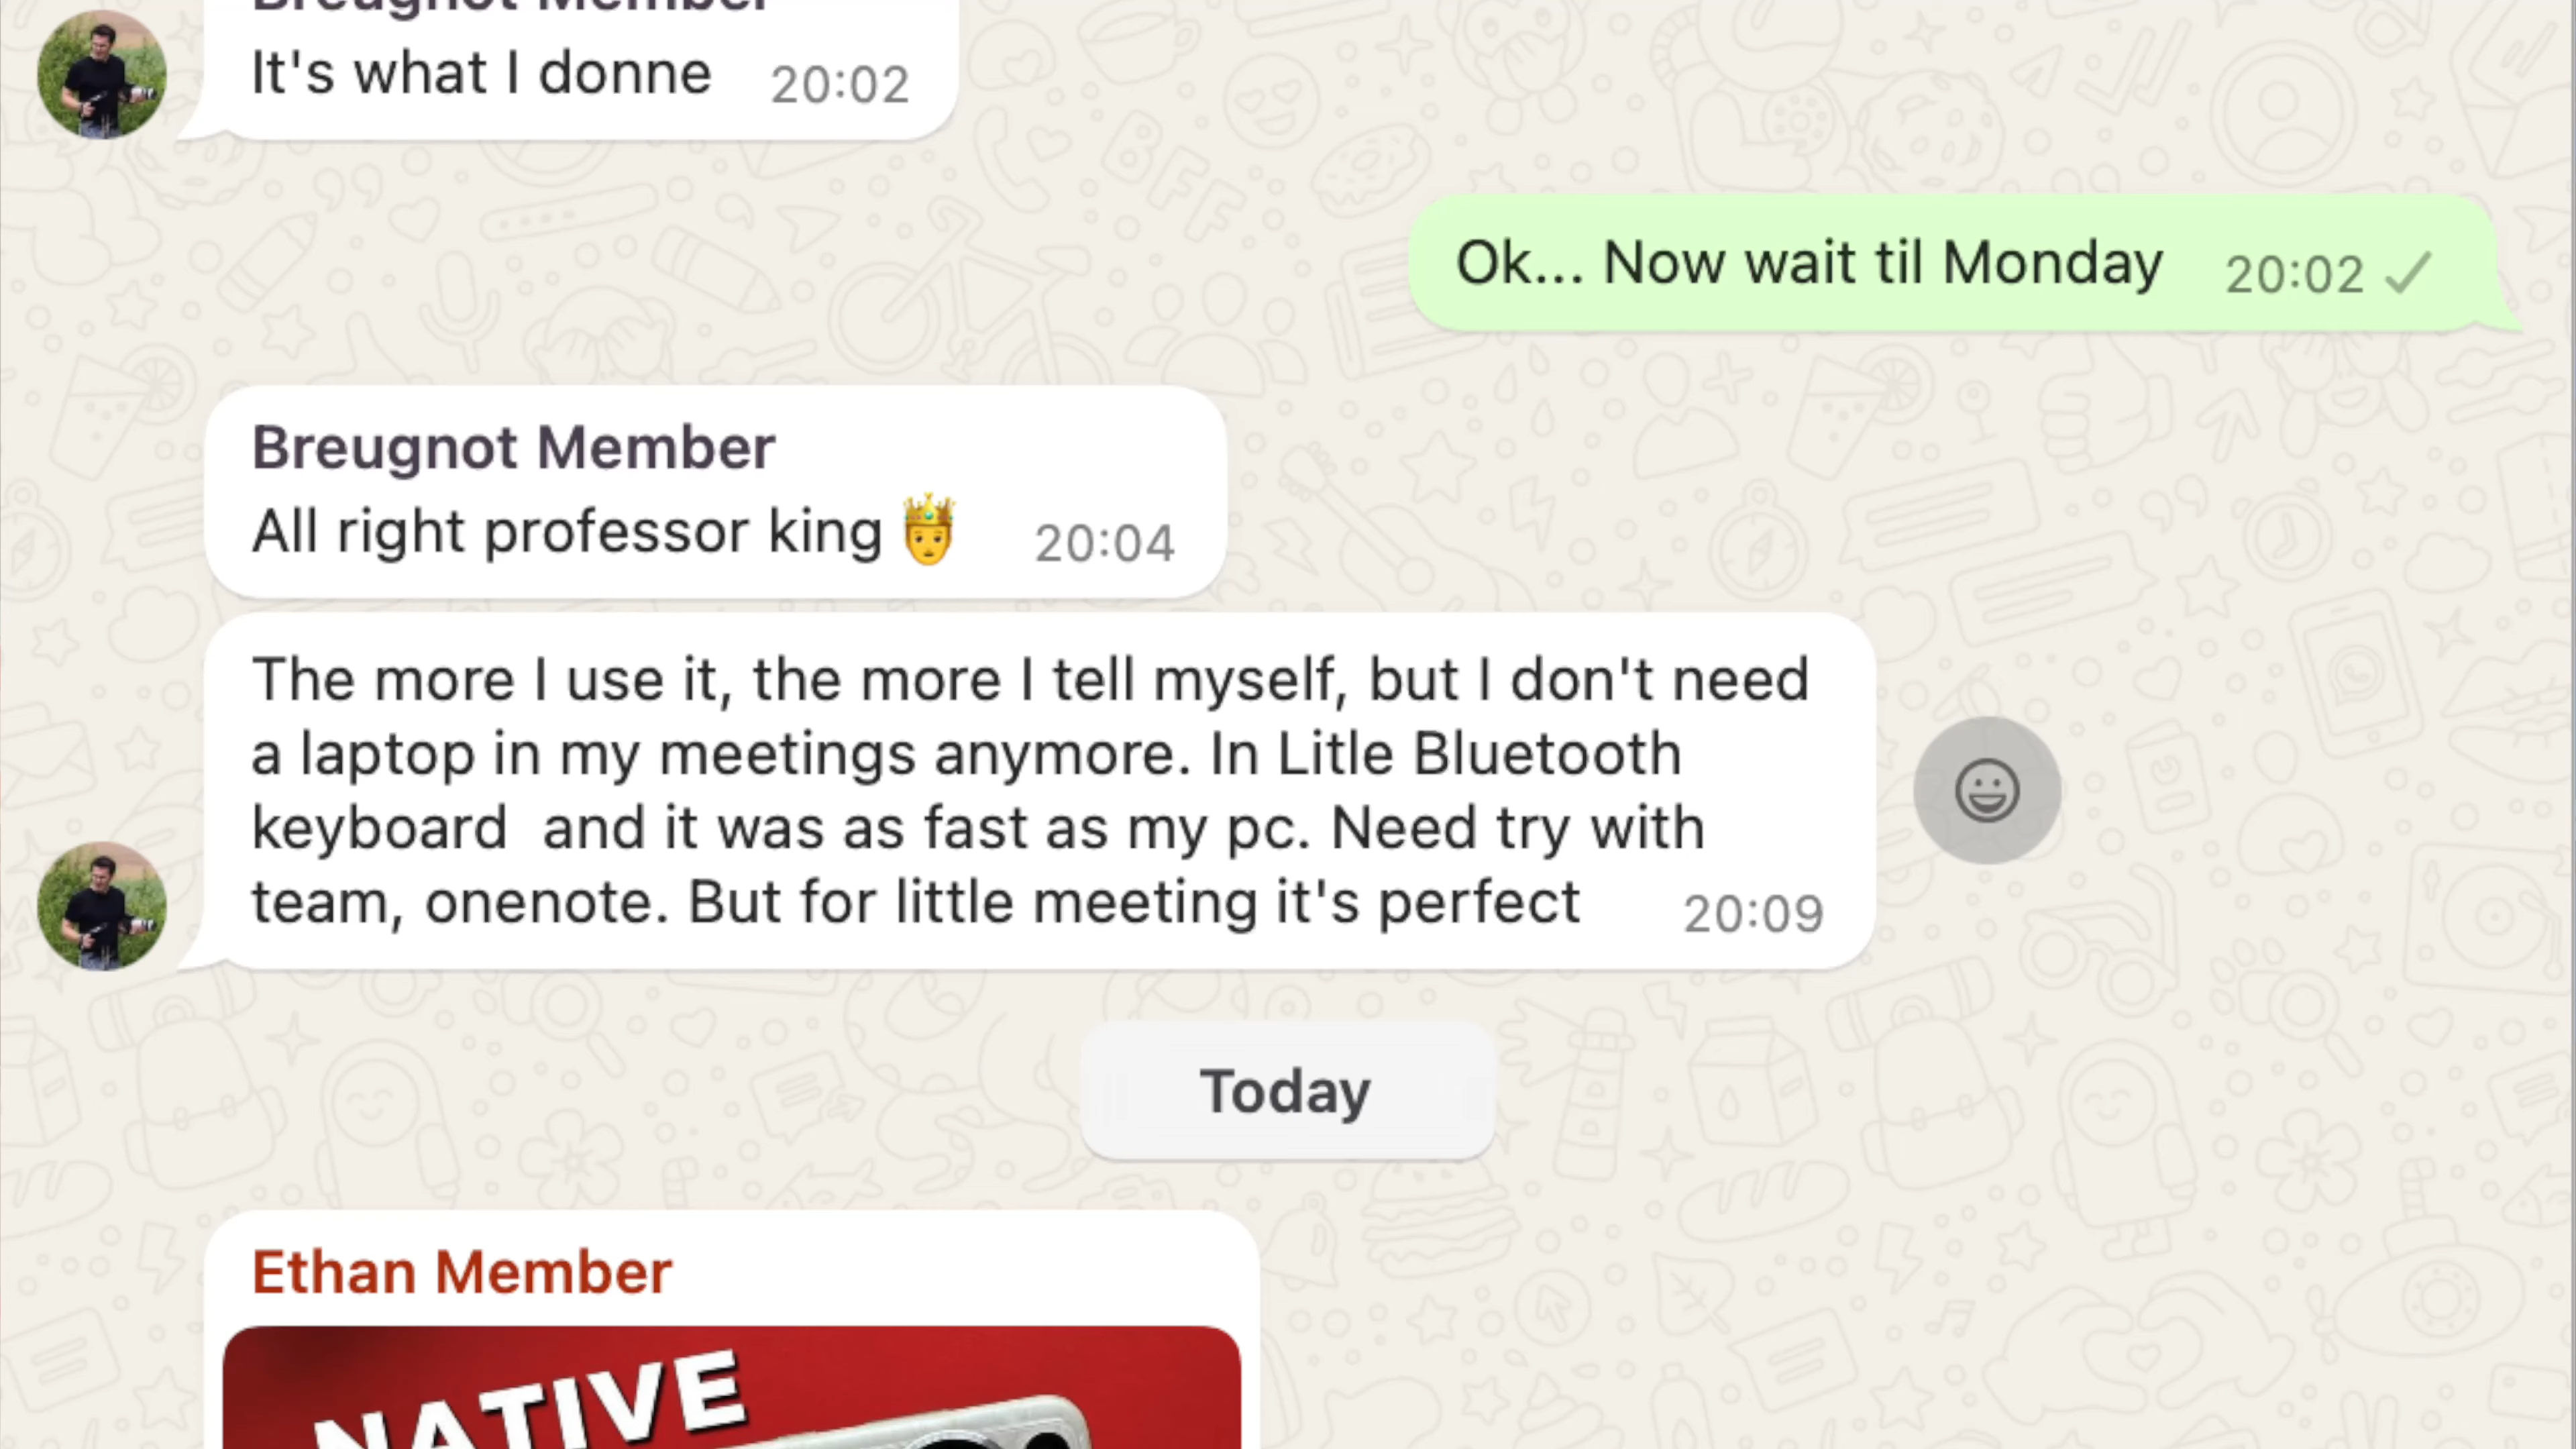 Breugnot Member
It's what I donne 20:02
Ok... Now wait til Monday 20:02
Breugnot Member
All right professor king 🤴 20:04
The more I use it, the more I tell myself, but I don't need
a laptop in my meetings anymore. In Litle Bluetooth
keyboard  and it was as fast as my pc. Need try with
team, onenote. But for little meeting it's perfect 20:09
Today
Ethan Member
NATIVE